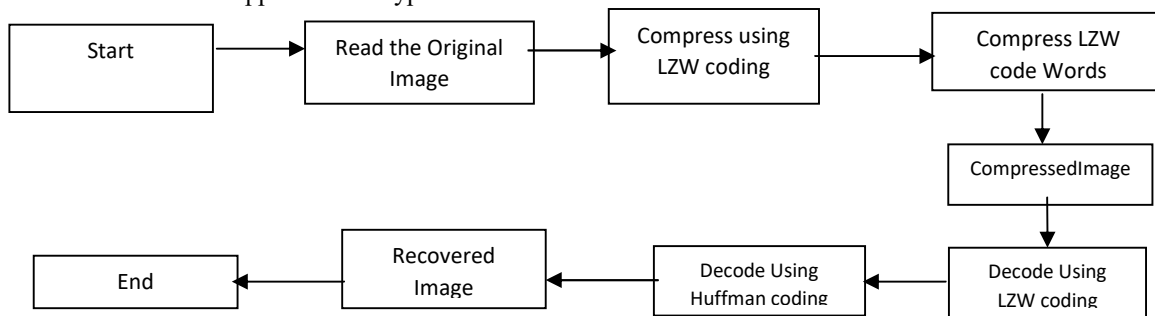 Start
Read the Original
Image
Compress using
LZW coding
Compress LZW
code Words
CompressedImage
Decode Using
LZW coding
Decode Using
Huffman coding
Recovered
Image
End